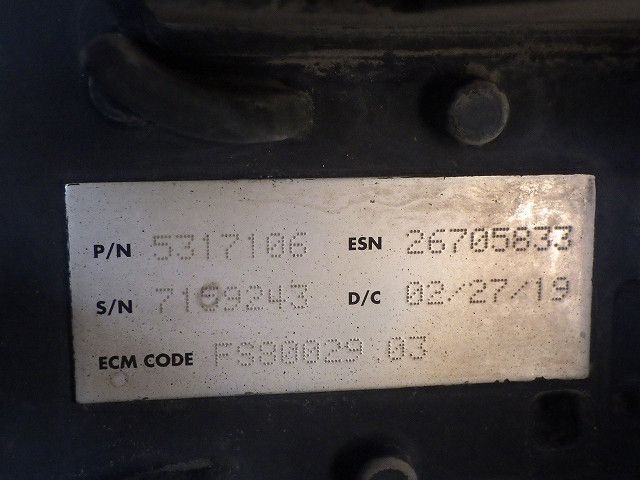 P/N 5317106 ESN 26705833
S/N D/C 02/27/19
ECM CODE FS80029.03